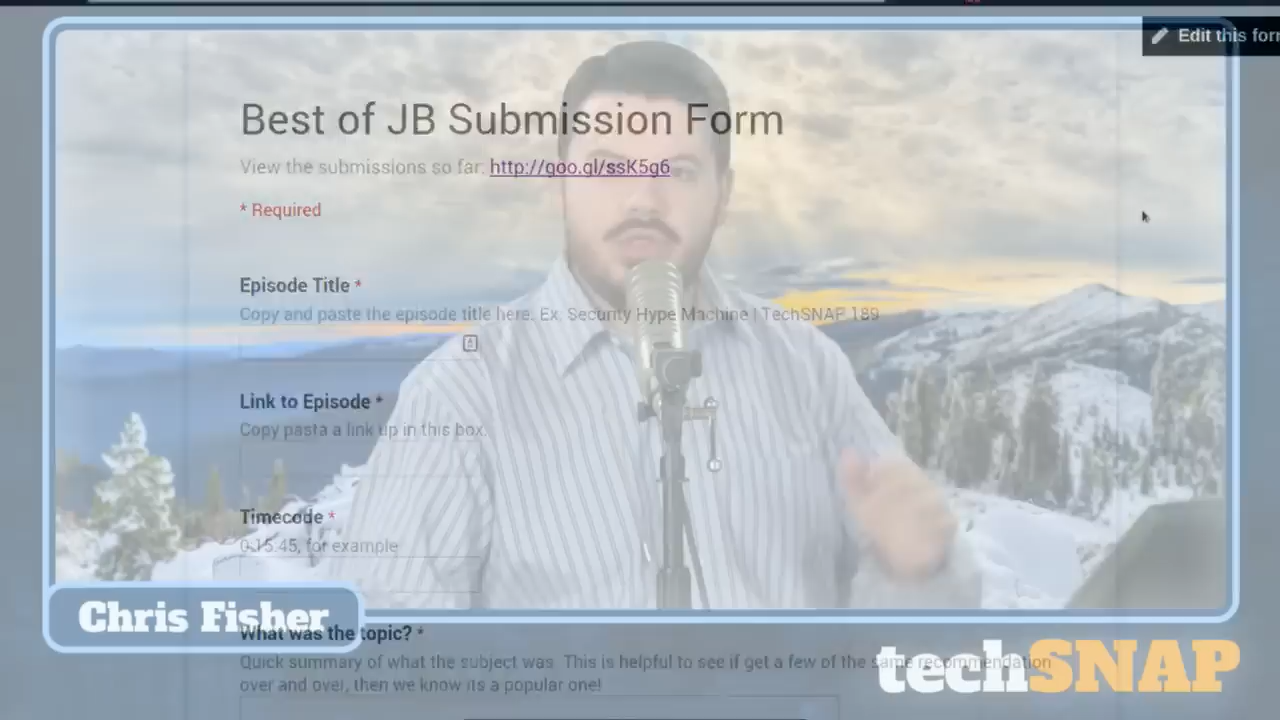 Edit this for
Best of JB Submission Form
View the submissions so far: http://goo.gl/ssK5g6
* Required
Episode Title *
Copy and paste the episode title here. Ex. Security Hype Machine | TechSNAP 189
Link to Episode *
Copy pasta a link up in this box.
Timecode *
0:15:45, for example
Chris Fisher
What was the topic? *
Quick summary of what the subject was. This is helpful to see if get a few of the same recommendation
over and over, then we know its a popular one!
techSNAP